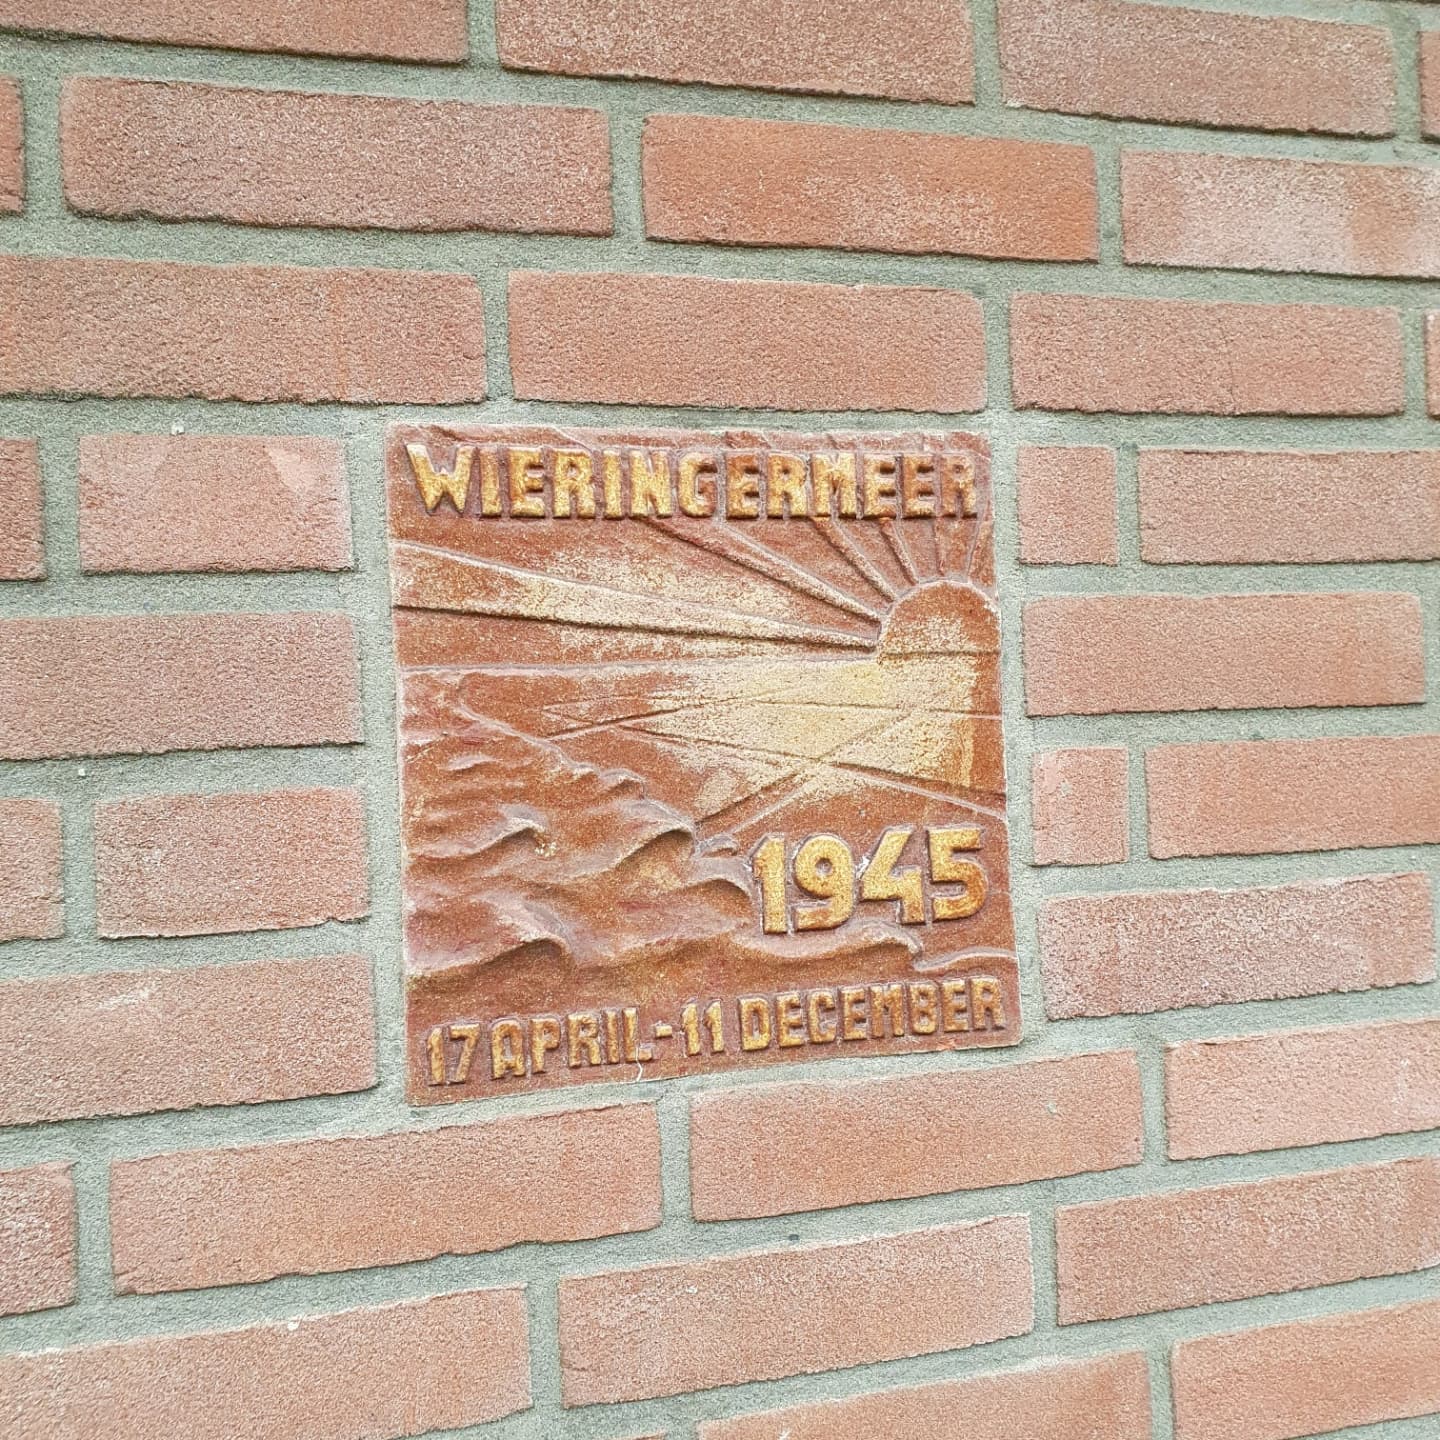 WIERINGERMEER
1945
17 APRIL - 11 DECEMBER